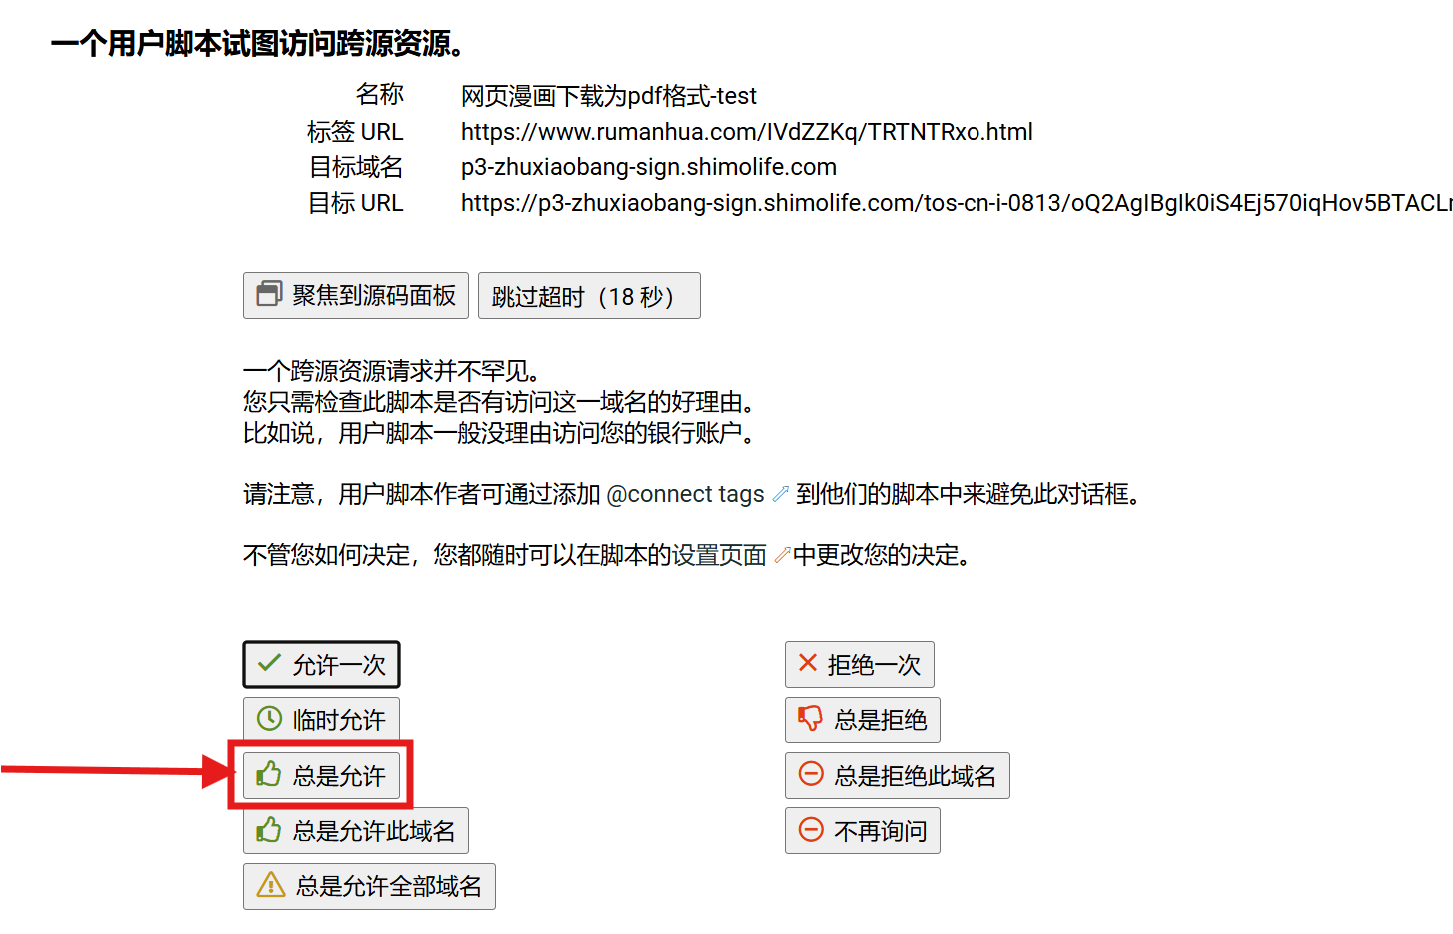 一个用户脚本试图访问跨源资源。
名称 网页漫画下载为pdf格式-test
标签 URL https://www.rumanhua.com/IVdZZKq/TRTNTRxo.html
目标域名 p3-zhuxiaobang-sign.shimolife.com
目标 URL https://p3-zhuxiaobang-sign.shimolife.com/tos-cn-i-0813/oQ2AgIBgIk0iS4Ej570iqHov5BTACLr
聚焦到源码面板 跳过超时（18 秒）
一个跨源资源请求并不罕见。
您只需检查此脚本是否有访问这一域名的好理由。
比如说，用户脚本一般没理由访问您的银行账户。
请注意，用户脚本作者可通过添加 @connect tags 到他们的脚本中来避免此对话框。
不管您如何决定，您都随时可以在脚本的设置页面 中更改您的决定。
允许一次 拒绝一次
临时允许 总是拒绝
总是允许 总是拒绝此域名
总是允许此域名 不再询问
总是允许全部域名